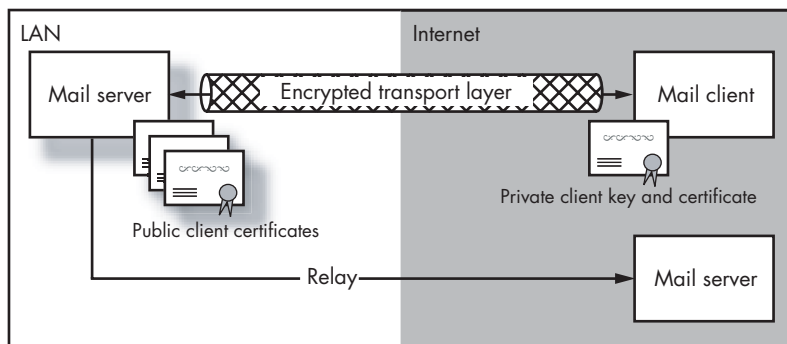 LAN
Internet
Mail server
Encrypted transport layer
Mail client
Public client certificates
Private client key and certificate
Relay
Mail server